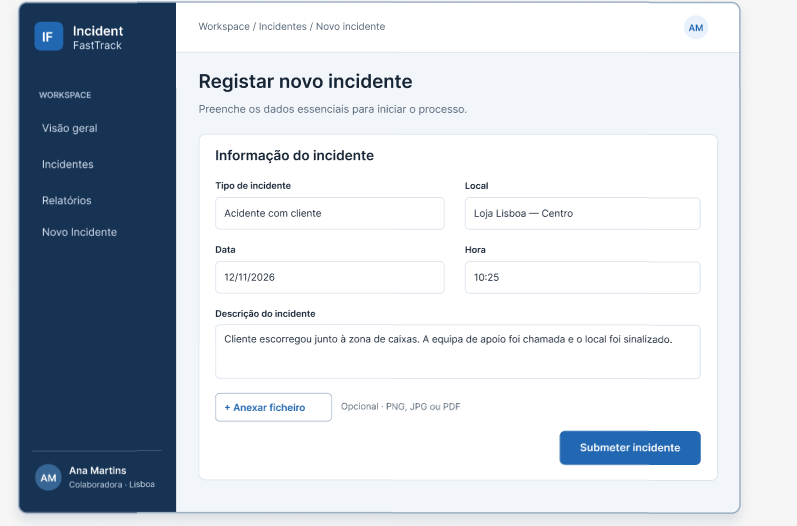 IF
Incident
FastTrack
WORKSPACE
Visão geral
Incidentes
Relatórios
Novo Incidente
AM
Ana Martins
Colaboradora · Lisboa
Workspace / Incidentes / Novo incidente
AM
Registar novo incidente
Preenche os dados essenciais para iniciar o processo.
Informação do incidente
Tipo de incidente
Acidente com cliente
Local
Loja Lisboa — Centro
Data
12/11/2026
Hora
10:25
Descrição do incidente
Cliente escorregou junto à zona de caixas. A equipa de apoio foi chamada e o local foi sinalizado.
+ Anexar ficheiro
Opcional · PNG, JPG ou PDF
Submeter incidente